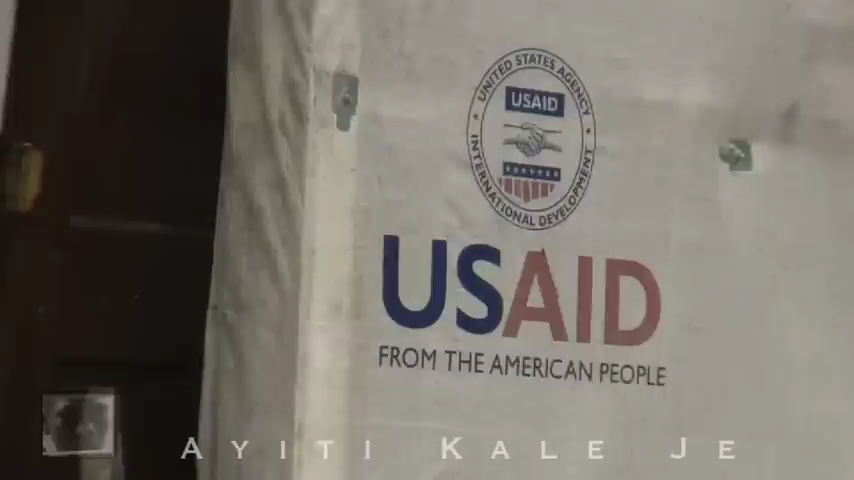 UNITED STATES AGENCY
USAID
INTERNATIONAL DEVELOPMENT
USAID
FROM THE AMERICAN PEOPLE
AYITI KALE JE